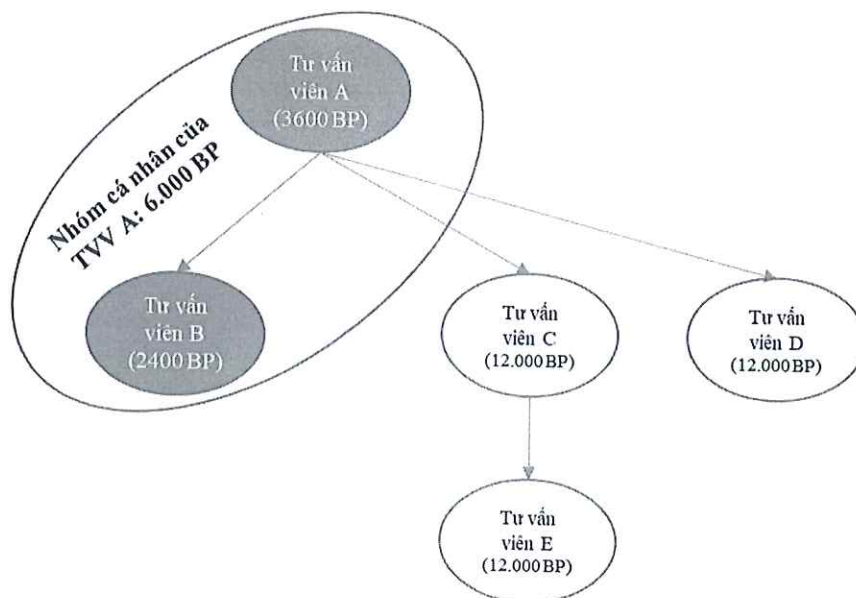 Tư vấn
viên A
(3600 BP)
Nhóm cá nhân của
TVV A: 6.000 BP
Tư vấn
viên B
(2400 BP)
Tư vấn
viên C
(12.000 BP)
Tư vấn
viên D
(12.000 BP)
Tư vấn
viên E
(12.000 BP)